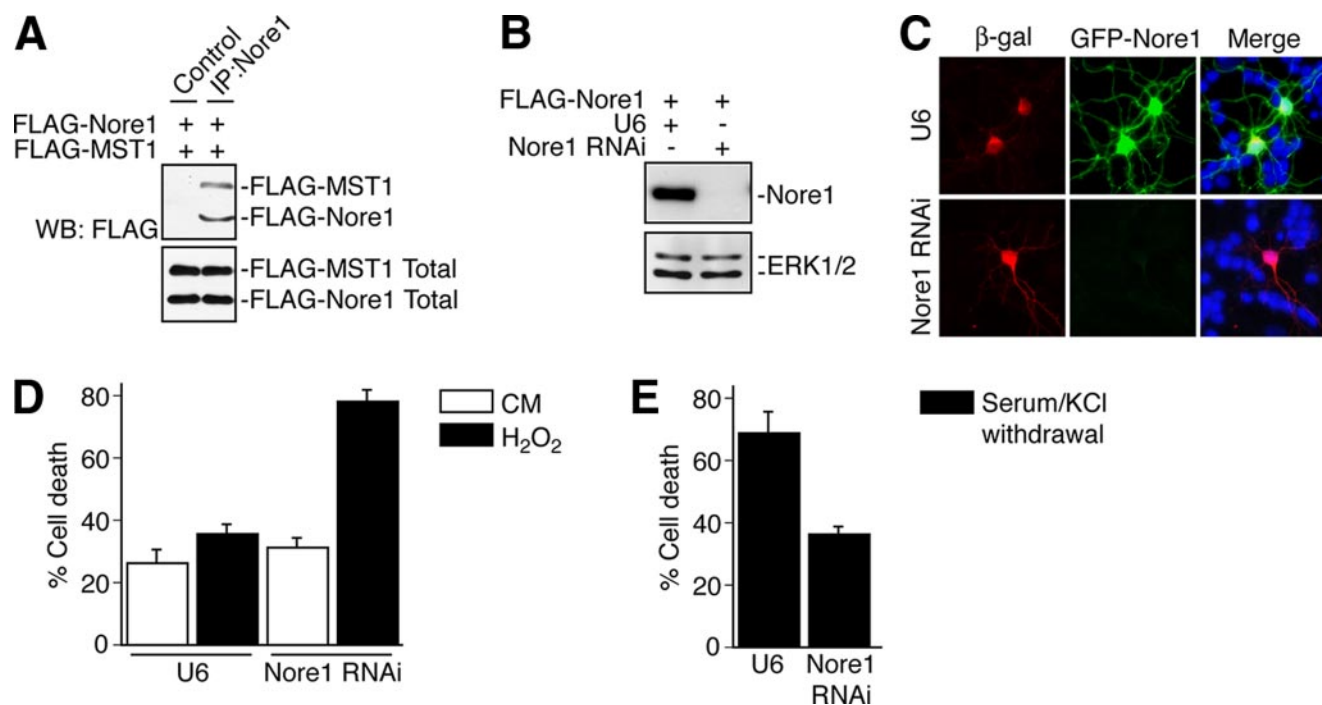 A
Control
IP:Nore1
FLAG-Nore1 + +
FLAG-MST1 + +
-FLAG-MST1
-FLAG-Nore1
WB: FLAG
-FLAG-MST1 Total
-FLAG-Nore1 Total
B
FLAG-Nore1 + +
U6 + -
Nore1 RNAi - +
-Nore1
ERK1/2
C
β-gal GFP-Nore1 Merge
U6
Nore1 RNAi
D
% Cell death
80
60
40
20
0
U6 Nore1 RNAi
CM
H₂O₂
E
% Cell death
80
60
40
20
0
U6 Nore1
RNAi
Serum/KCl
withdrawal